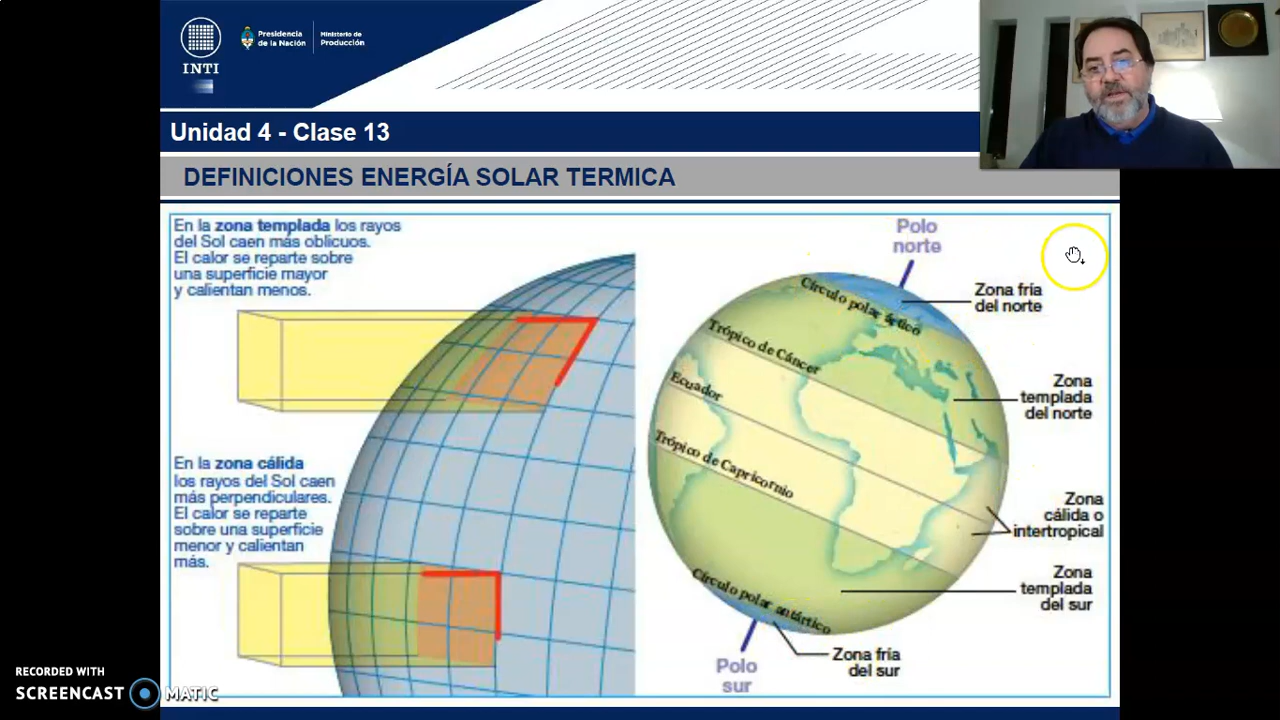 INTI
Presidencia
de la Nación
Ministerio de
Producción
Unidad 4 - Clase 13
DEFINICIONES ENERGÍA SOLAR TERMICA
En la zona templada los rayos
del Sol caen más oblicuos.
El calor se reparte sobre
una superficie mayor
y calientan menos.
En la zona cálida
los rayos del Sol caen
más perpendiculares.
El calor se reparte
sobre una superficie
menor y calientan
más.
Polo
norte
Círculo polar ártico
Zona fría
del norte
Trópico de Cáncer
Zona
templada
del norte
Ecuador
Trópico de Capricornio
Zona
cálida o
intertropical
Círculo polar antártico
Zona
templada
del sur
Zona fría
del sur
Polo
sur
RECORDED WITH
SCREENCAST MATIC